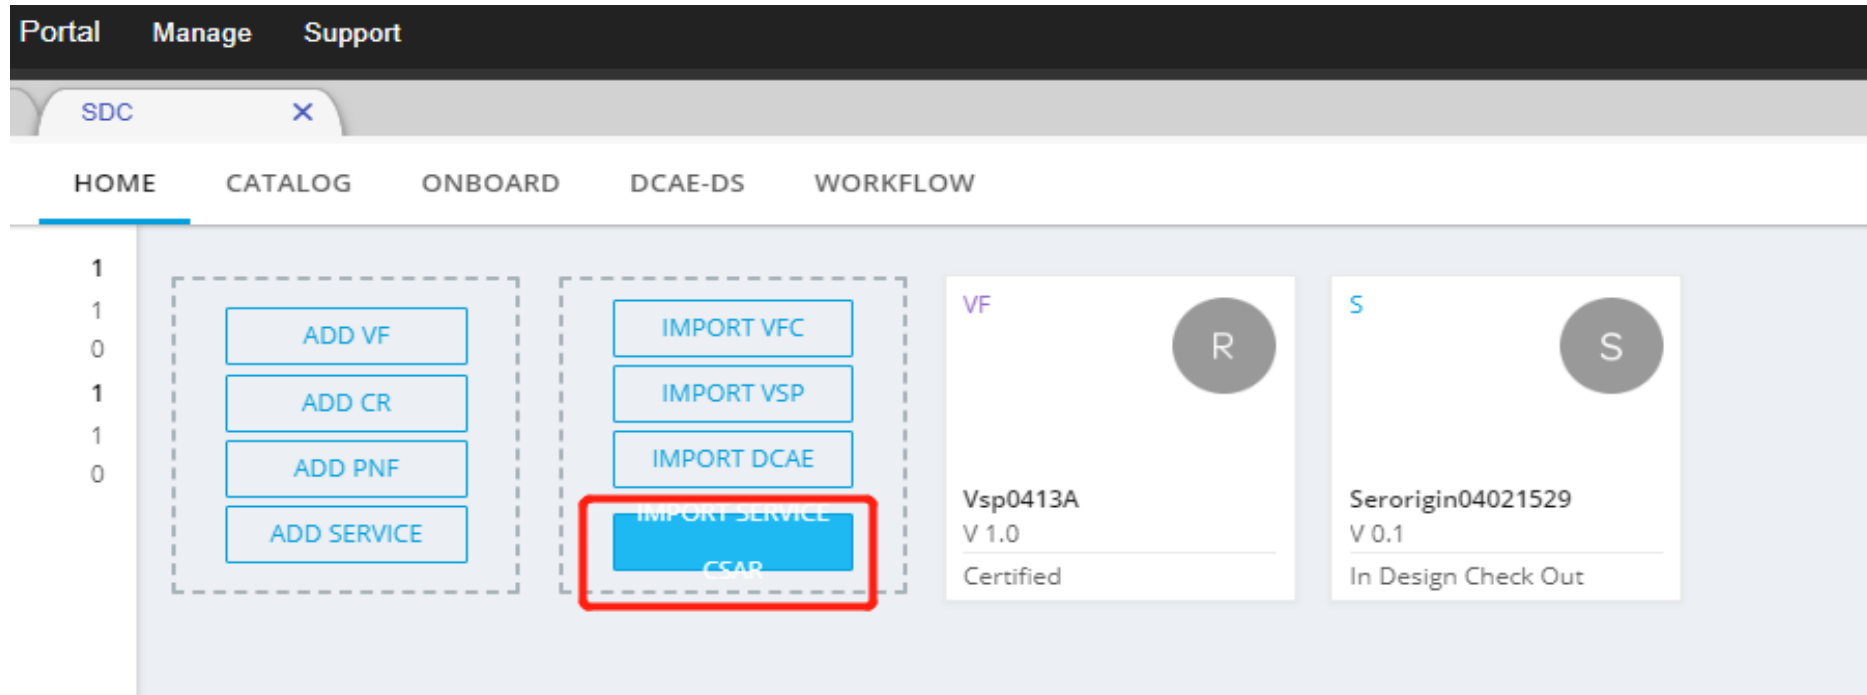 Portal Manage Support
SDC ✕
HOME CATALOG ONBOARD DCAE-DS WORKFLOW
1
1
0
1
1
0
ADD VF
ADD CR
ADD PNF
ADD SERVICE
IMPORT VFC
IMPORT VSP
IMPORT DCAE
IMPORT SERVICE
CSAR
VF
R
Vsp0413A
V 1.0
Certified
S
S
Serorigin04021529
V 0.1
In Design Check Out